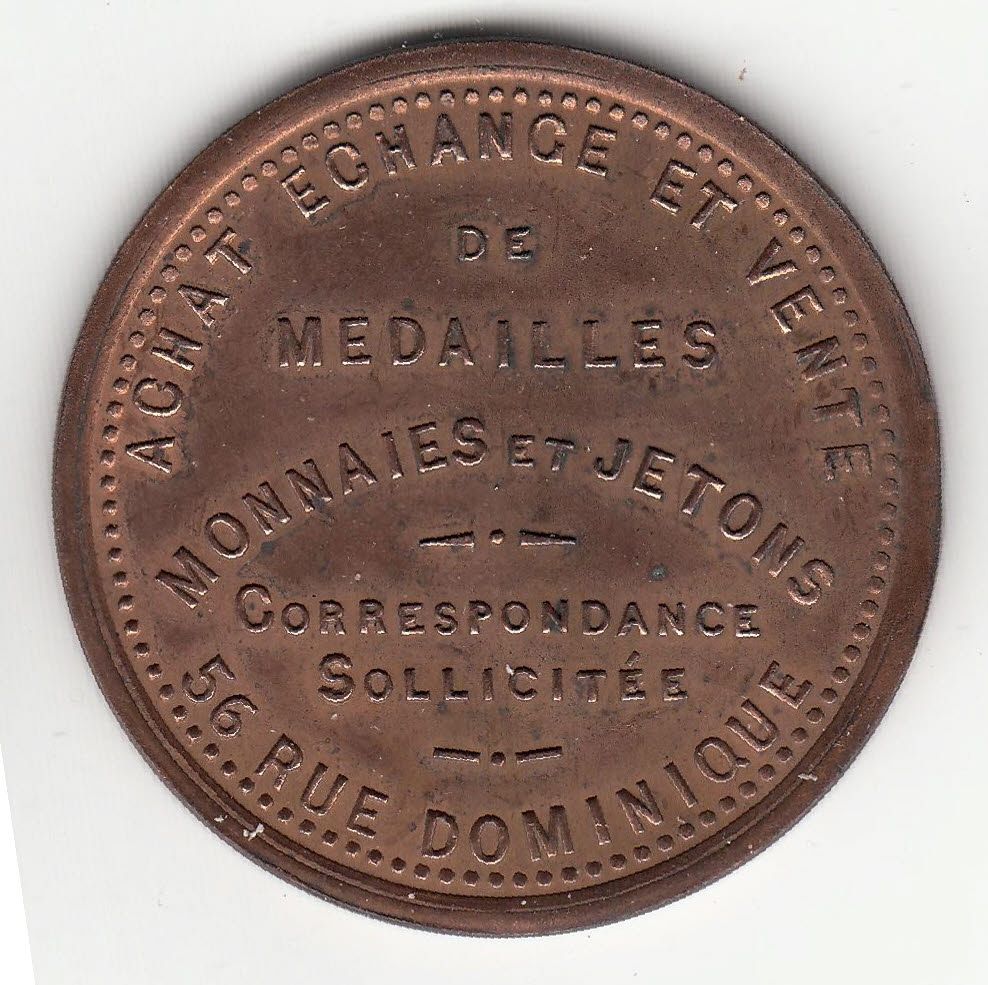 ACHAT ECHANGE ET VENTE
DE
MEDAILLES
MONNAIES ET JETONS
CORRESPONDANCE
SOLLICITÉE
56 RUE DOMINIQUE